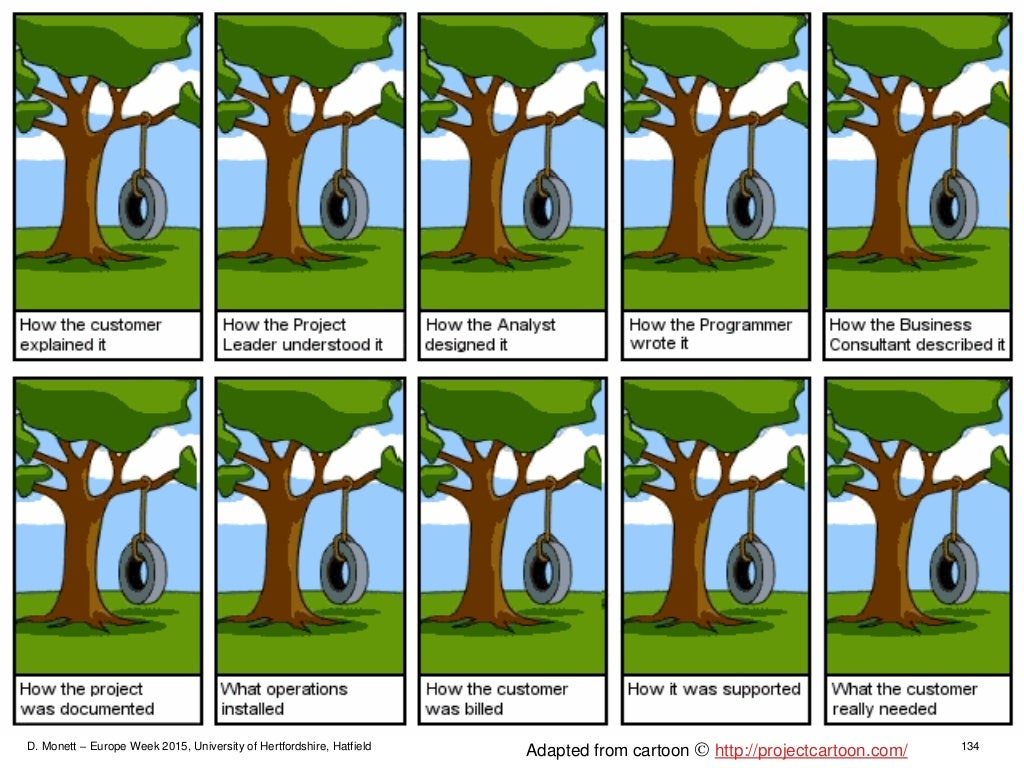 How the customer
explained it
How the Project
Leader understood it
How the Analyst
designed it
How the Programmer
wrote it
How the Business
Consultant described it
How the project
was documented
What operations
installed
How the customer
was billed
How it was supported
What the customer
really needed
D. Monett – Europe Week 2015, University of Hertfordshire, Hatfield
Adapted from cartoon © http://projectcartoon.com/
134